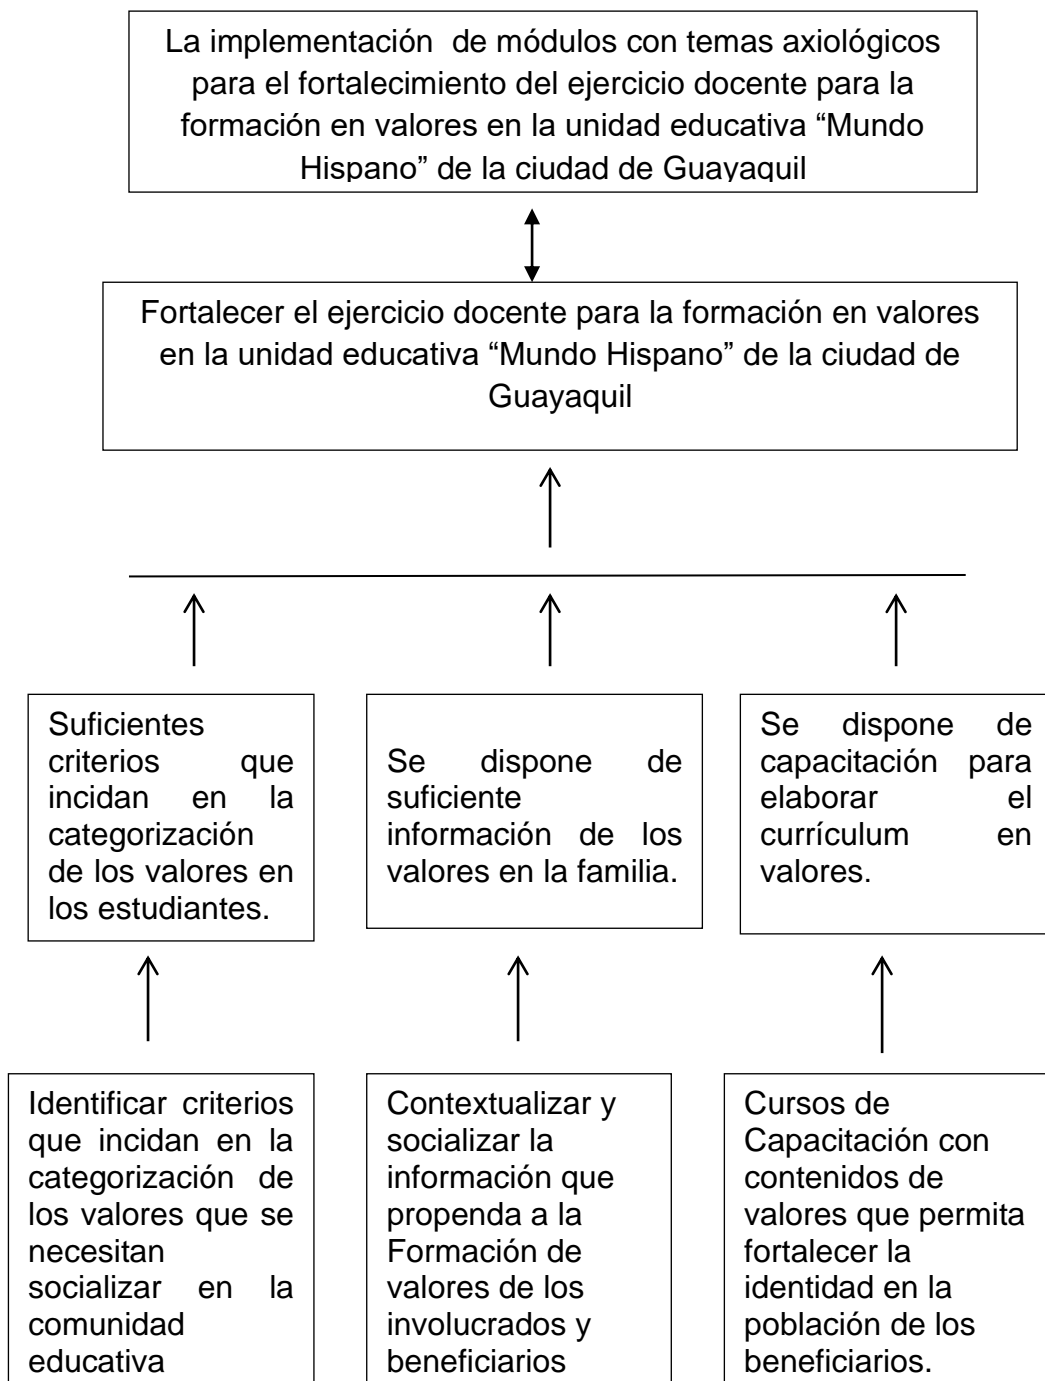 La implementación de módulos con temas axiológicos
para el fortalecimiento del ejercicio docente para la
formación en valores en la unidad educativa “Mundo
Hispano” de la ciudad de Guayaquil
Fortalecer el ejercicio docente para la formación en valores
en la unidad educativa “Mundo Hispano” de la ciudad de
Guayaquil
Suficientes
criterios que
incidan en la
categorización
de los valores en
los estudiantes.
Se dispone de
suficiente
información de los
valores en la familia.
Se dispone de
capacitación para
elaborar el
currículum en
valores.
Identificar criterios
que incidan en la
categorización de
los valores que se
necesitan
socializar en la
comunidad
educativa
Contextualizar y
socializar la
información que
propenda a la
Formación de
valores de los
involucrados y
beneficiarios
Cursos de
Capacitación con
contenidos de
valores que permita
fortalecer la
identidad en la
población de los
beneficiarios.